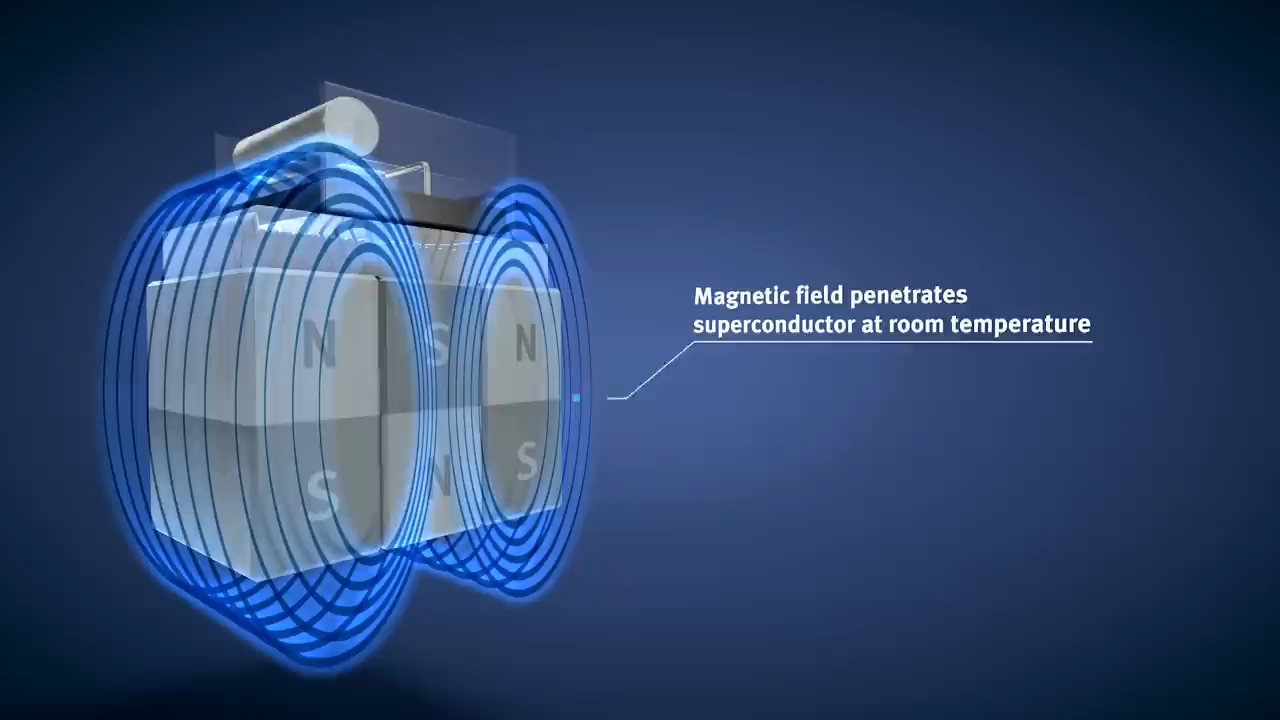 Magnetic field penetrates
superconductor at room temperature
N S N
S N S